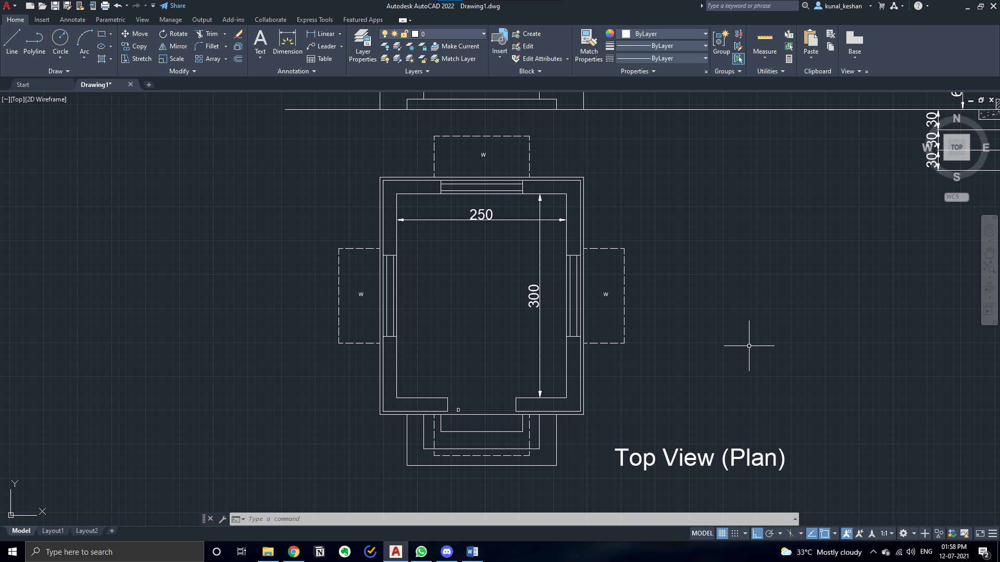 Share
Autodesk AutoCAD 2022 Drawing1.dwg
Type a keyword or phrase
kunal_keshan
Home Insert Annotate Parametric View Manage Output Add-ins Collaborate Express Tools Featured Apps
Line Polyline Circle Arc
Move Rotate Trim
Copy Mirror Fillet
Stretch Scale Array
Text Dimension
Linear
Leader
Table
Layer Properties
0
Make Current
Match Layer
Insert
Create
Edit
Edit Attributes
Match Properties
ByLayer
ByLayer
ByLayer
Group
Measure
Paste
Base
Draw Modify Annotation Layers Block Properties Groups Utilities Clipboard View
Start Drawing1*
[−][Top][2D Wireframe]
6
30
30
30
N
W TOP E
S
WCS
W
250
300
W
W
D
Top View (Plan)
Y
X
Type a command
Model Layout1 Layout2
MODEL
1:1
Type here to search
33°C Mostly cloudy
ENG
01:58 PM
12-07-2021
2